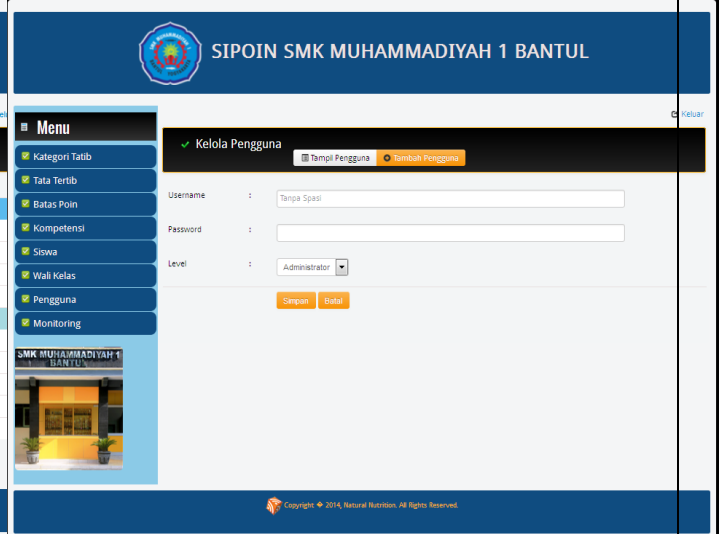 SIPOIN SMK MUHAMMADIYAH 1 BANTUL
Keluar
Menu
Kategori Tatib
Tata Tertib
Batas Poin
Kompetensi
Siswa
Wali Kelas
Pengguna
Monitoring
SMK MUHAMMADIYAH 1
BANTUL
Kelola Pengguna
Tampil Pengguna Tambah Pengguna
Username : Tanpa Spasi
Password :
Level : Administrator
Simpan Batal
Copyright � 2014, Natural Nutrition. All Rights Reserved.